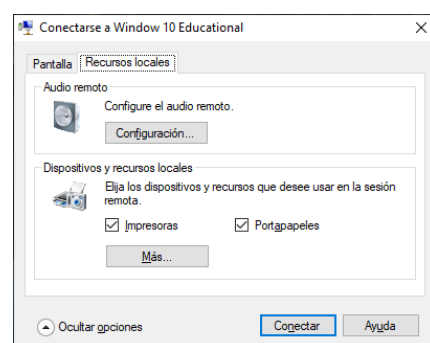 Conectarse a Window 10 Educational
Pantalla Recursos locales
Audio remoto
Configure el audio remoto.
Configuración...
Dispositivos y recursos locales
Elija los dispositivos y recursos que desee usar en la sesión
remota.
Impresoras Portapapeles
Más...
Ocultar opciones Conectar Ayuda